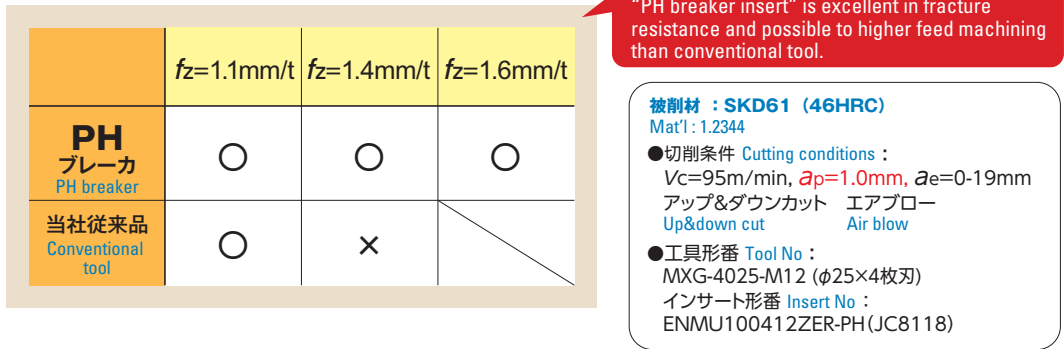 "PH breaker insert" is excellent in fracture
resistance and possible to higher feed machining
than conventional tool.
fz=1.1mm/t fz=1.4mm/t fz=1.6mm/t
PH
ブレーカ
PH breaker
○ ○ ○
当社従来品
Conventional
tool
○ ×
被削材 ：SKD61（46HRC）
Mat'l : 1.2344
●切削条件 Cutting conditions：
Vc=95m/min, ap=1.0mm, ae=0-19mm
アップ&ダウンカット エアブロー
Up&down cut Air blow
●工具形番 Tool No：
MXG-4025-M12 (φ25×4枚刃)
インサート形番 Insert No：
ENMU100412ZER-PH(JC8118)